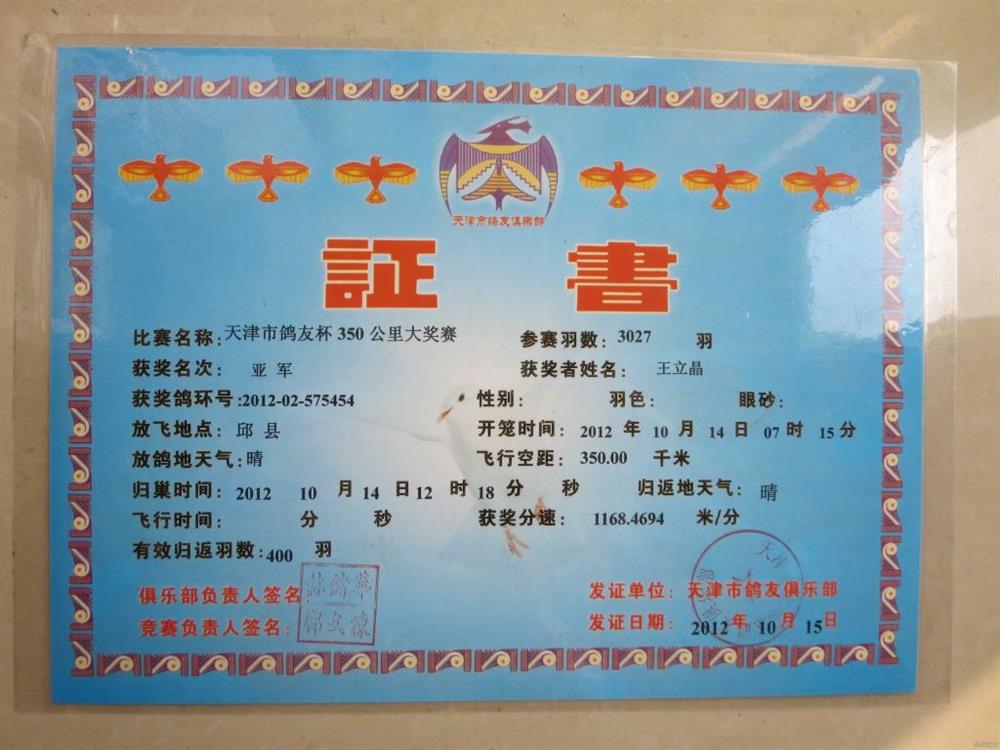 天津市鸽友俱乐部
証 書
比赛名称:天津市鸽友杯 350 公里大奖赛 参赛羽数: 3027 羽
获奖名次: 亚 军 获奖者姓名: 王立晶
获奖鸽环号:2012-02-575454 性别: 羽色: 眼砂:
放飞地点: 邱 县 开笼时间: 2012 年 10 月 14 日 07 时 15 分
放鸽地天气:晴 飞行空距: 350.00 千米
归巢时间: 2012 10 月 14 日 12 时 18 分 秒 归返地天气: 晴
飞行时间: 分 秒 获奖分速: 1168.4694 米/分
有效归返羽数:400 羽
俱乐部负责人签名 发证单位: 天津市鸽友俱乐部
竞赛负责人签名: 发证日期: 2012 年 10 月 15 日